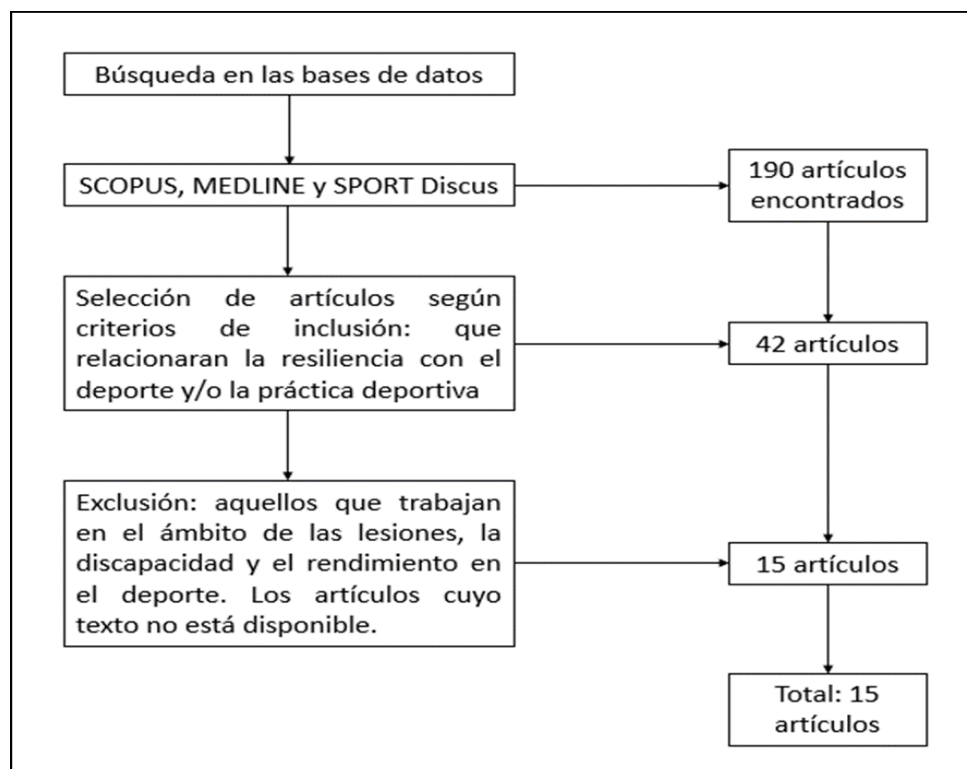 Búsqueda en las bases de datos
SCOPUS, MEDLINE y SPORT Discus
190 artículos
encontrados
Selección de artículos según
criterios de inclusión: que
relacionaran la resiliencia con el
deporte y/o la práctica deportiva
42 artículos
Exclusión: aquellos que trabajan
en el ámbito de las lesiones, la
discapacidad y el rendimiento en
el deporte. Los artículos cuyo
texto no está disponible.
15 artículos
Total: 15
artículos